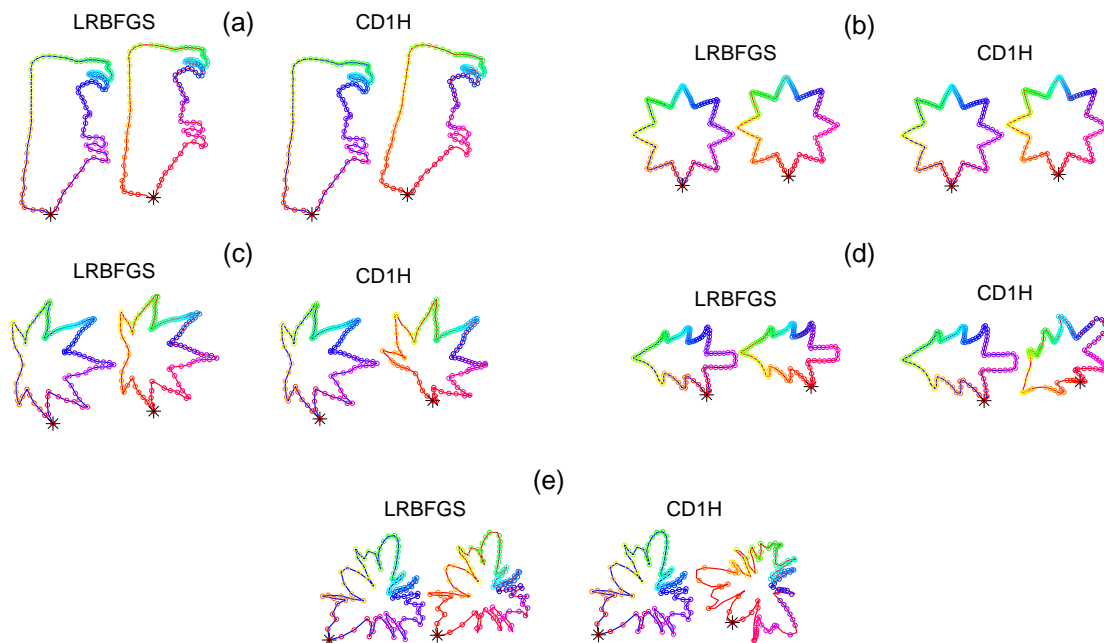 (a)
LRBFGS
CD1H
(b)
LRBFGS
CD1H
(c)
LRBFGS
CD1H
(d)
LRBFGS
CD1H
(e)
LRBFGS
CD1H